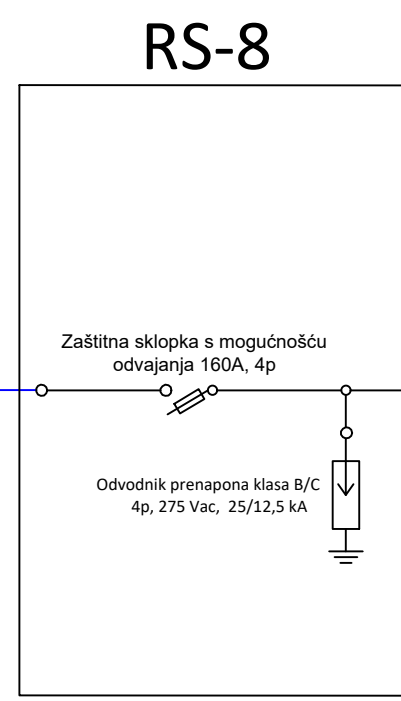 RS-8
Zaštitna sklopka s mogućnošću
odvajanja 160A, 4p
Odvodnik prenapona klasa B/C
4p, 275 Vac,  25/12,5 kA